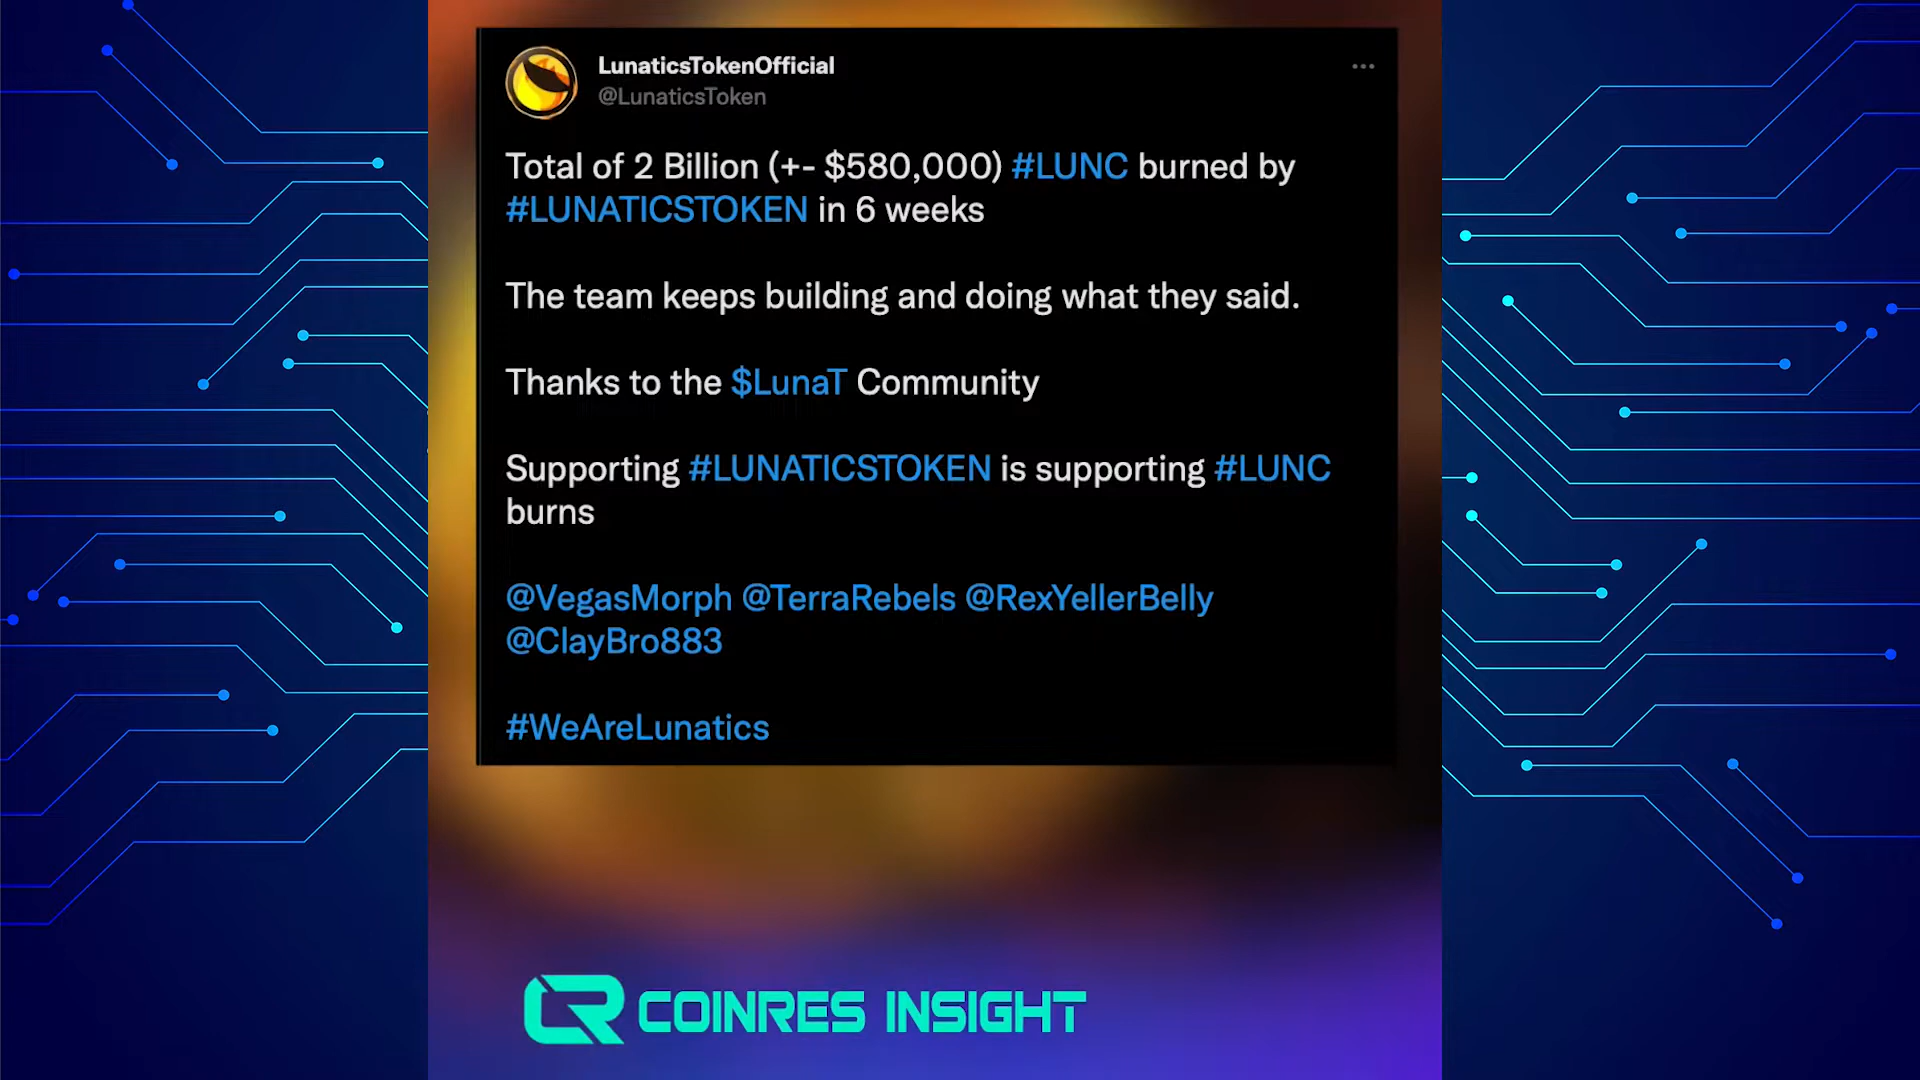 LunaticsTokenOfficial
@LunaticsToken
Total of 2 Billion (+- $580,000) #LUNC burned by
#LUNATICSTOKEN in 6 weeks
The team keeps building and doing what they said.
Thanks to the $LunaT Community
Supporting #LUNATICSTOKEN is supporting #LUNC
burns
@VegasMorph @TerraRebels @RexYellerBelly
@ClayBro883
#WeAreLunatics
CR COINRES INSIGHT